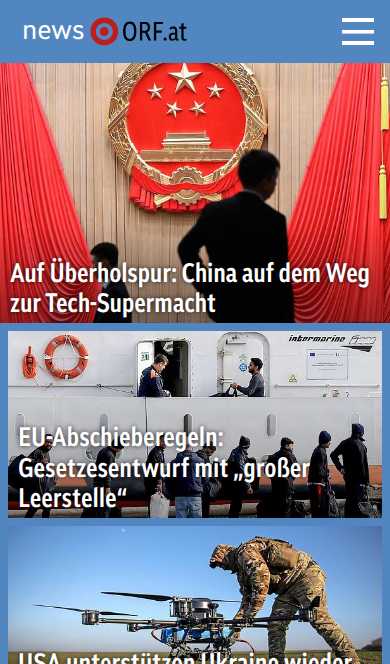 news ORF.at
Auf Überholspur: China auf dem Weg
zur Tech-Supermacht
intermarine
EU-Abschieberegeln:
Gesetzesentwurf mit „großer
Leerstelle“
USA unterstützen Ukraine wieder